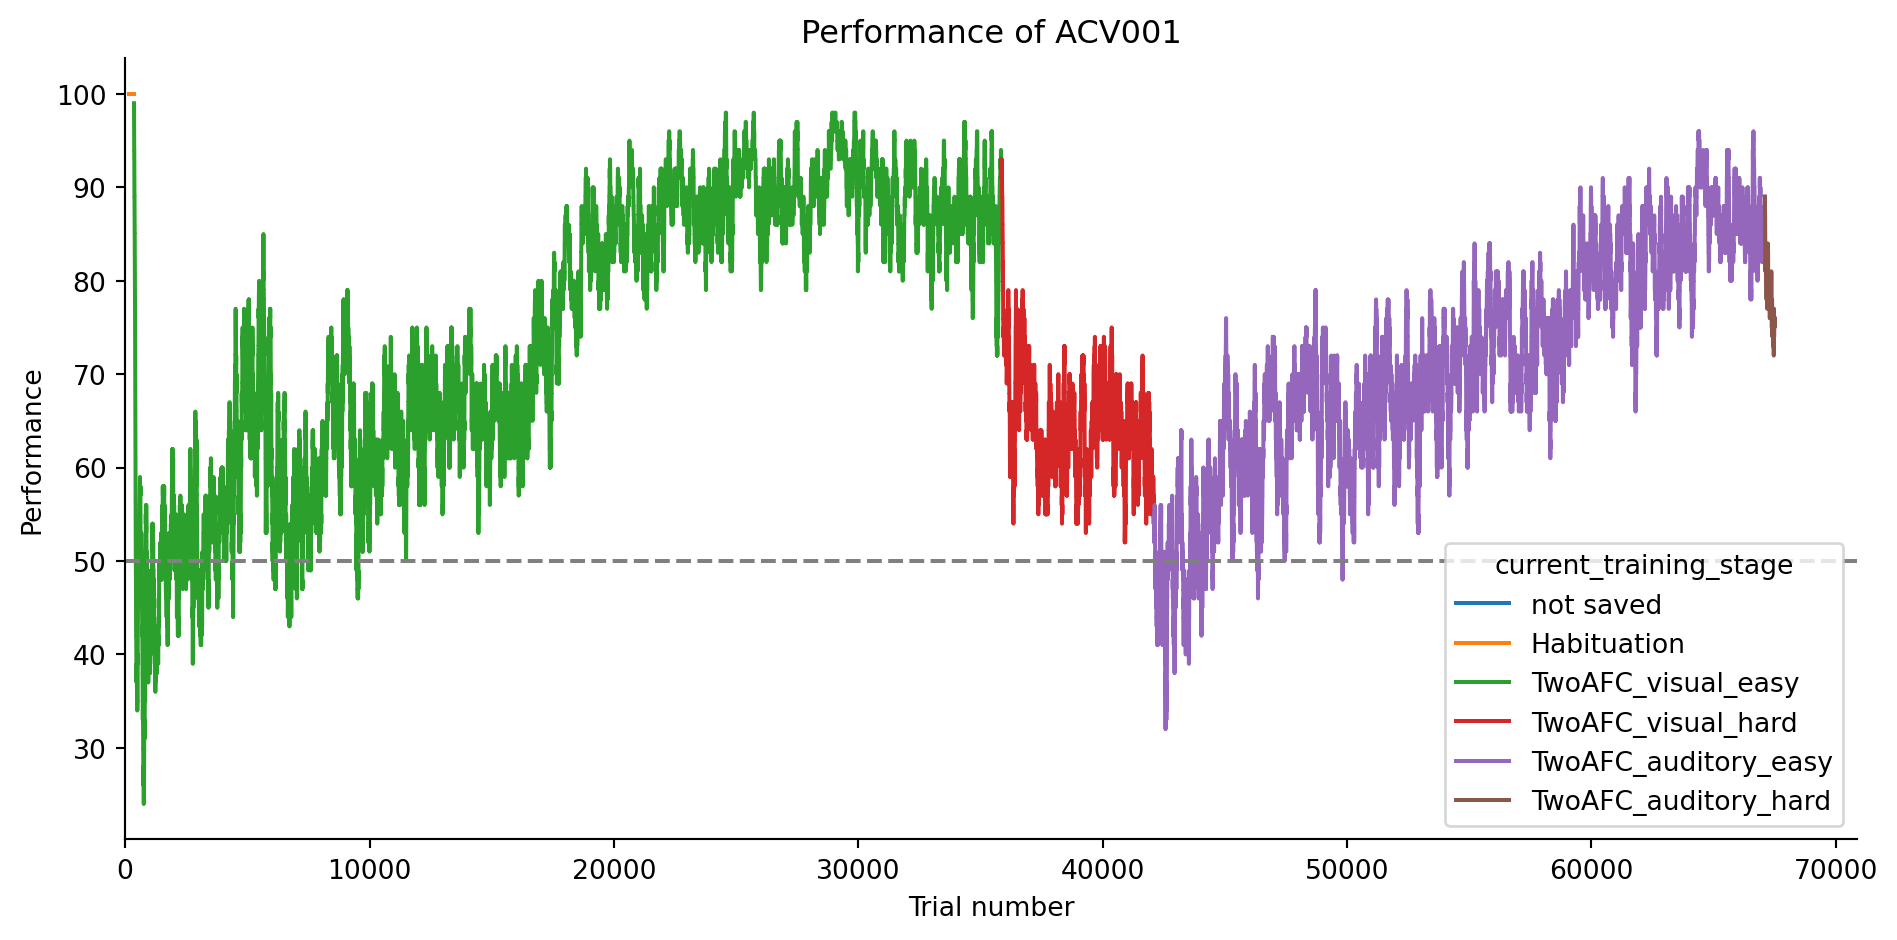 Performance of ACV001
100
90
80
70
60
50
40
30
Performance
0
10000
20000
30000
40000
50000
60000
70000
Trial number
current_training_stage
not saved
Habituation
TwoAFC_visual_easy
TwoAFC_visual_hard
TwoAFC_auditory_easy
TwoAFC_auditory_hard